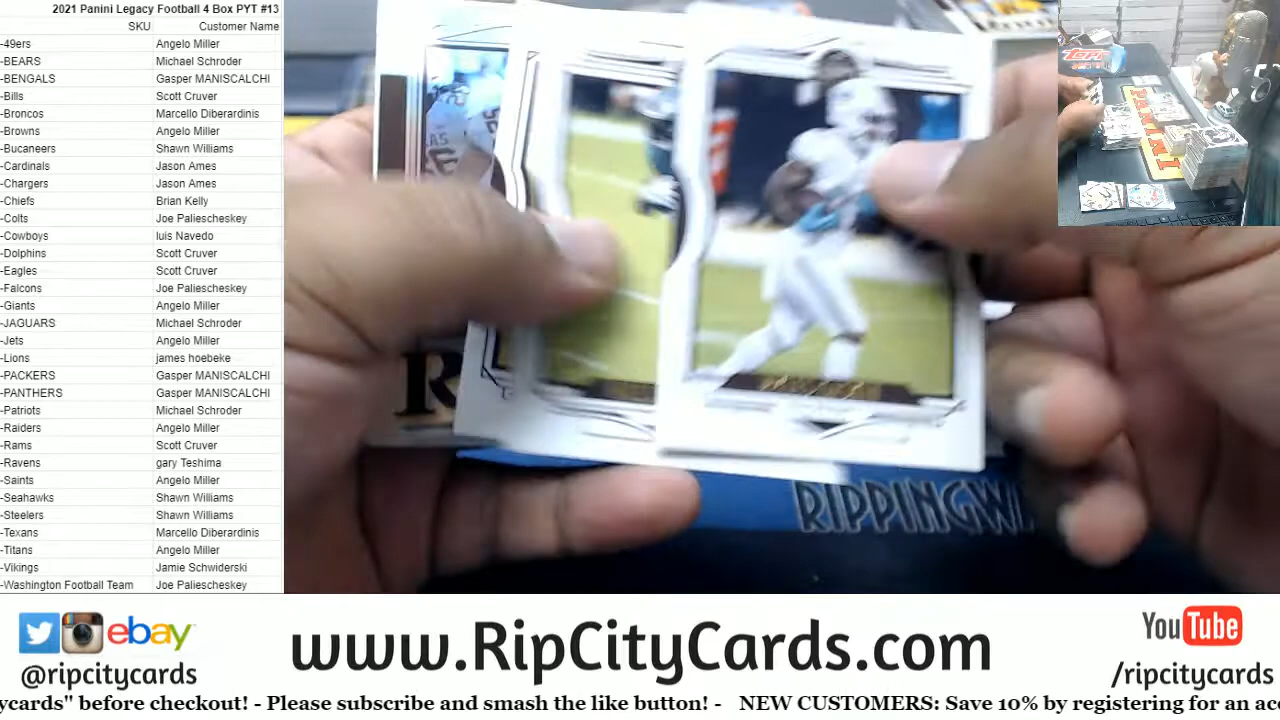 2021 Panini Legacy Football 4 Box PYT #13
SKU Customer Name
-49ers Angelo Miller
-BEARS Michael Schroder
-BENGALS Gasper MANISCALCHI
-Bills Scott Cruver
-Broncos Marcello Diberardinis
-Browns Angelo Miller
-Bucaneers Shawn Williams
-Cardinals Jason Ames
-Chargers Jason Ames
-Chiefs Brian Kelly
-Colts Joe Paliescheskey
-Cowboys luis Navedo
-Dolphins Scott Cruver
-Eagles Scott Cruver
-Falcons Joe Paliescheskey
-Giants Angelo Miller
-JAGUARS Michael Schroder
-Jets Angelo Miller
-Lions james hoebeke
-PACKERS Gasper MANISCALCHI
-PANTHERS Gasper MANISCALCHI
-Patriots Michael Schroder
-Raiders Angelo Miller
-Rams Scott Cruver
-Ravens gary Teshima
-Saints Angelo Miller
-Seahawks Shawn Williams
-Steelers Shawn Williams
-Texans Marcello Diberardinis
-Titans Angelo Miller
-Vikings Jamie Schwiderski
-Washington Football Team Joe Paliescheskey
Topps
PANINI
RIPPINGW
ebay
@ripcitycards
www.RipCityCards.com
YouTube
/ripcitycards
ycards" before checkout! - Please subscribe and smash the like button! - NEW CUSTOMERS: Save 10% by registering for an acc